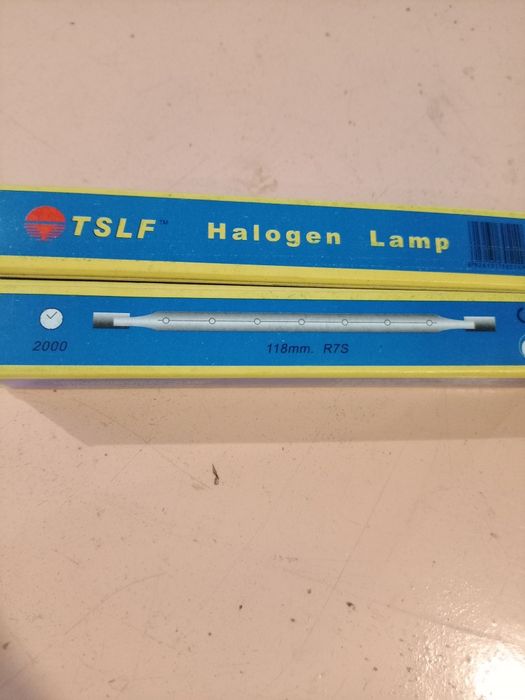 TSLF™ Halogen Lamp
2000
118mm. R7S